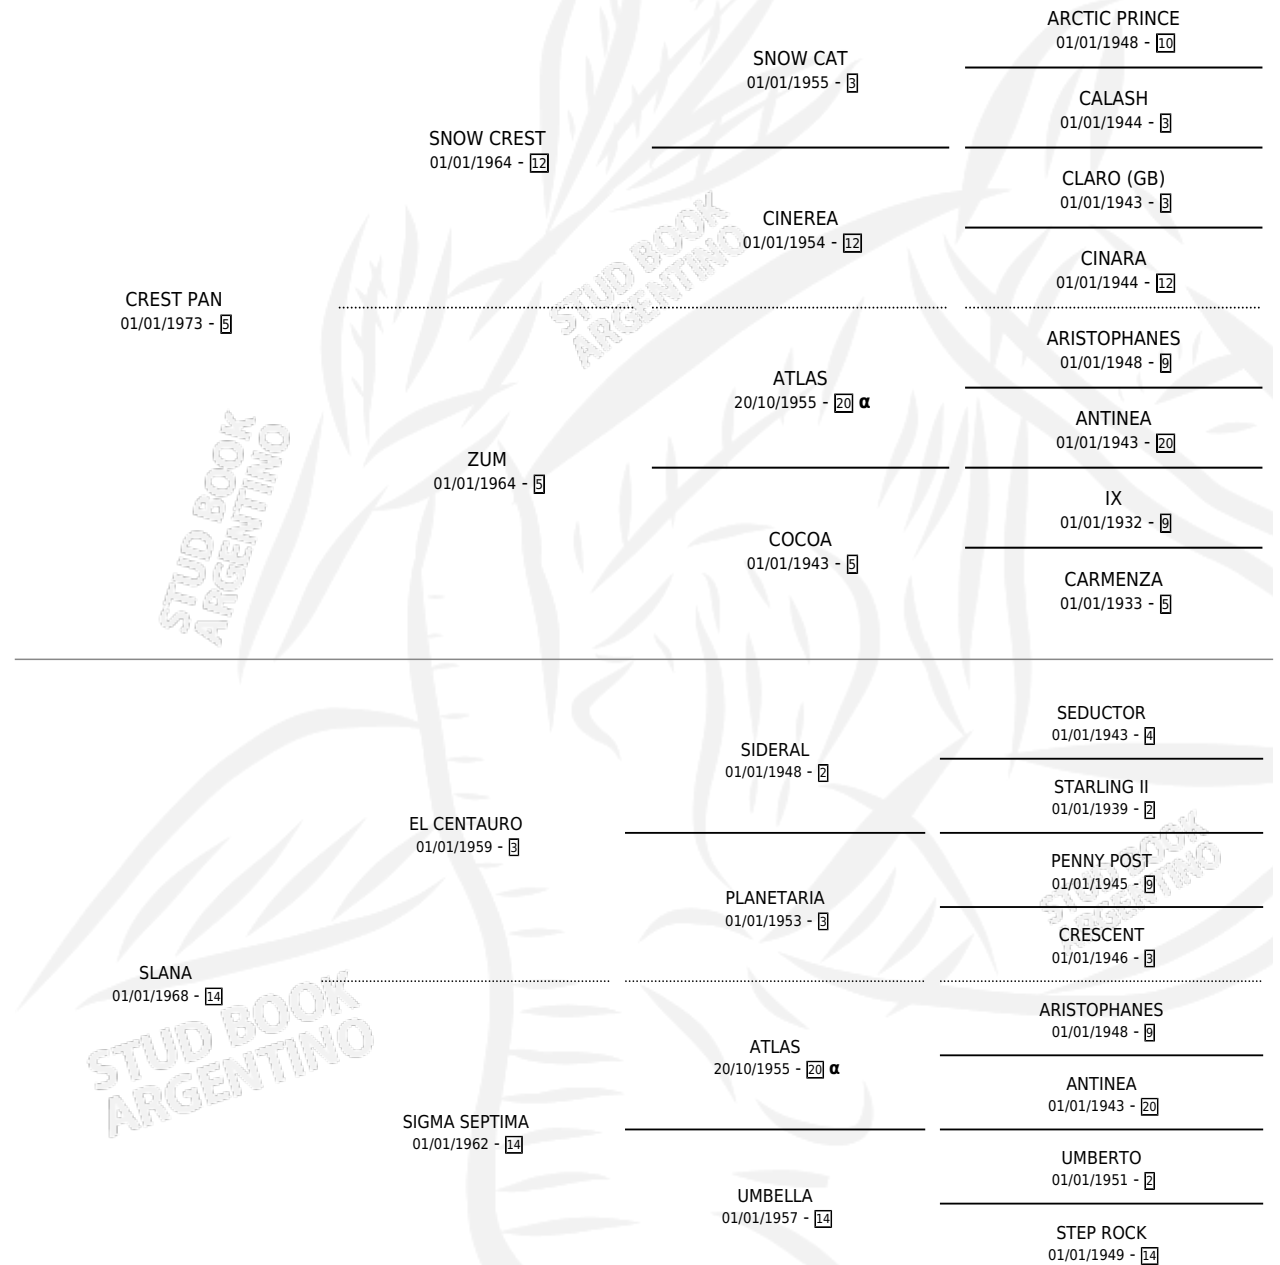 ARCTIC PRINCE
01/01/1948 - 10
SNOW CAT
01/01/1955 - 3
CALASH
01/01/1944 - 3
SNOW CREST
01/01/1964 - 12
CLARO (GB)
01/01/1943 - 3
CINEREA
01/01/1954 - 12
CINARA
01/01/1944 - 12
CREST PAN
01/01/1973 - 5
STUD BOOK
ARGENTINO
ARISTOPHANES
01/01/1948 - 9
ATLAS
20/10/1955 - 20 α
ANTINEA
01/01/1943 - 20
ZUM
01/01/1964 - 5
IX
01/01/1932 - 9
COCOA
01/01/1943 - 5
CARMENZA
01/01/1933 - 5
STUD BOOK
ARGENTINO
SEDUCTOR
01/01/1943 - 4
SIDERAL
01/01/1948 - 2
STARLING II
01/01/1939 - 2
EL CENTAURO
01/01/1959 - 3
PENNY POST
01/01/1945 - 9
PLANETARIA
01/01/1953 - 3
CRESCENT
01/01/1946 - 3
STUD BOOK
ARGENTINO
SLANA
01/01/1968 - 14
STUD BOOK
ARGENTINO
ARISTOPHANES
01/01/1948 - 9
ATLAS
20/10/1955 - 20 α
ANTINEA
01/01/1943 - 20
SIGMA SEPTIMA
01/01/1962 - 14
UMBERTO
01/01/1951 - 2
UMBELLA
01/01/1957 - 14
STEP ROCK
01/01/1949 - 14